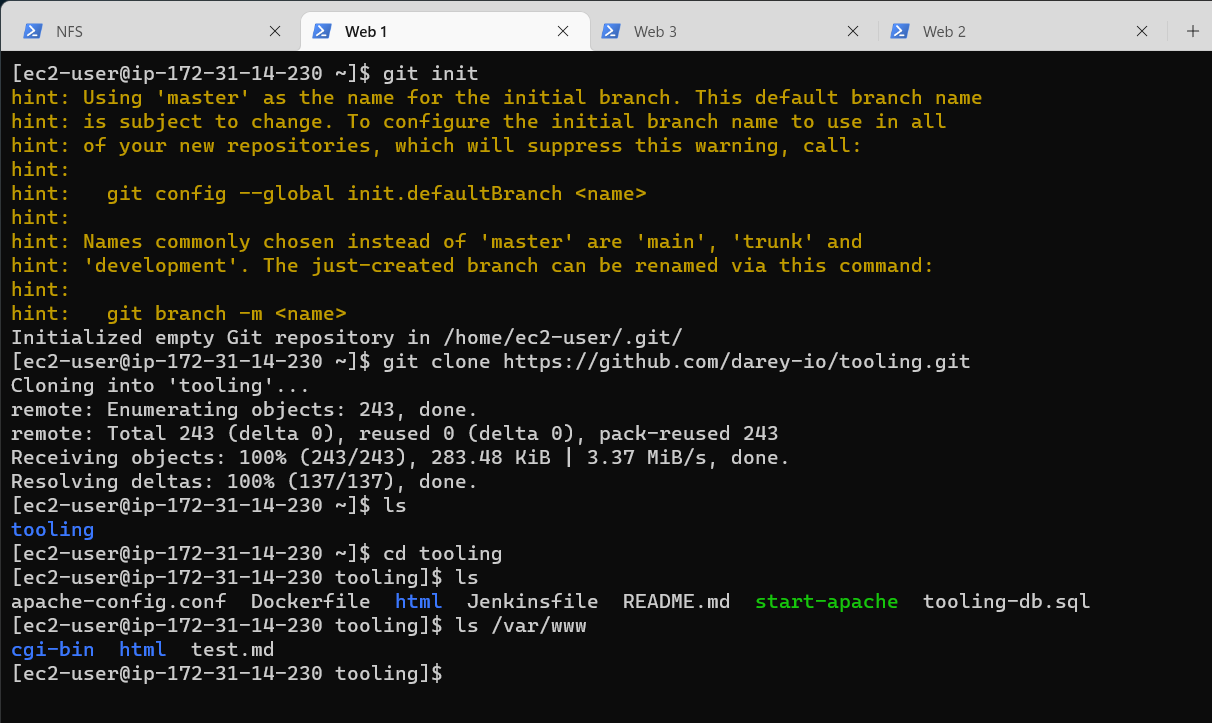 NFS
Web 1
Web 3
Web 2
[ec2-user@ip-172-31-14-230 ~]$ git init
hint: Using 'master' as the name for the initial branch. This default branch name
hint: is subject to change. To configure the initial branch name to use in all
hint: of your new repositories, which will suppress this warning, call:
hint:
hint:   git config --global init.defaultBranch <name>
hint:
hint: Names commonly chosen instead of 'master' are 'main', 'trunk' and
hint: 'development'. The just-created branch can be renamed via this command:
hint:
hint:   git branch -m <name>
Initialized empty Git repository in /home/ec2-user/.git/
[ec2-user@ip-172-31-14-230 ~]$ git clone https://github.com/darey-io/tooling.git
Cloning into 'tooling'...
remote: Enumerating objects: 243, done.
remote: Total 243 (delta 0), reused 0 (delta 0), pack-reused 243
Receiving objects: 100% (243/243), 283.48 KiB | 3.37 MiB/s, done.
Resolving deltas: 100% (137/137), done.
[ec2-user@ip-172-31-14-230 ~]$ ls
tooling
[ec2-user@ip-172-31-14-230 ~]$ cd tooling
[ec2-user@ip-172-31-14-230 tooling]$ ls
apache-config.conf  Dockerfile  html  Jenkinsfile  README.md  start-apache  tooling-db.sql
[ec2-user@ip-172-31-14-230 tooling]$ ls /var/www
cgi-bin  html  test.md
[ec2-user@ip-172-31-14-230 tooling]$